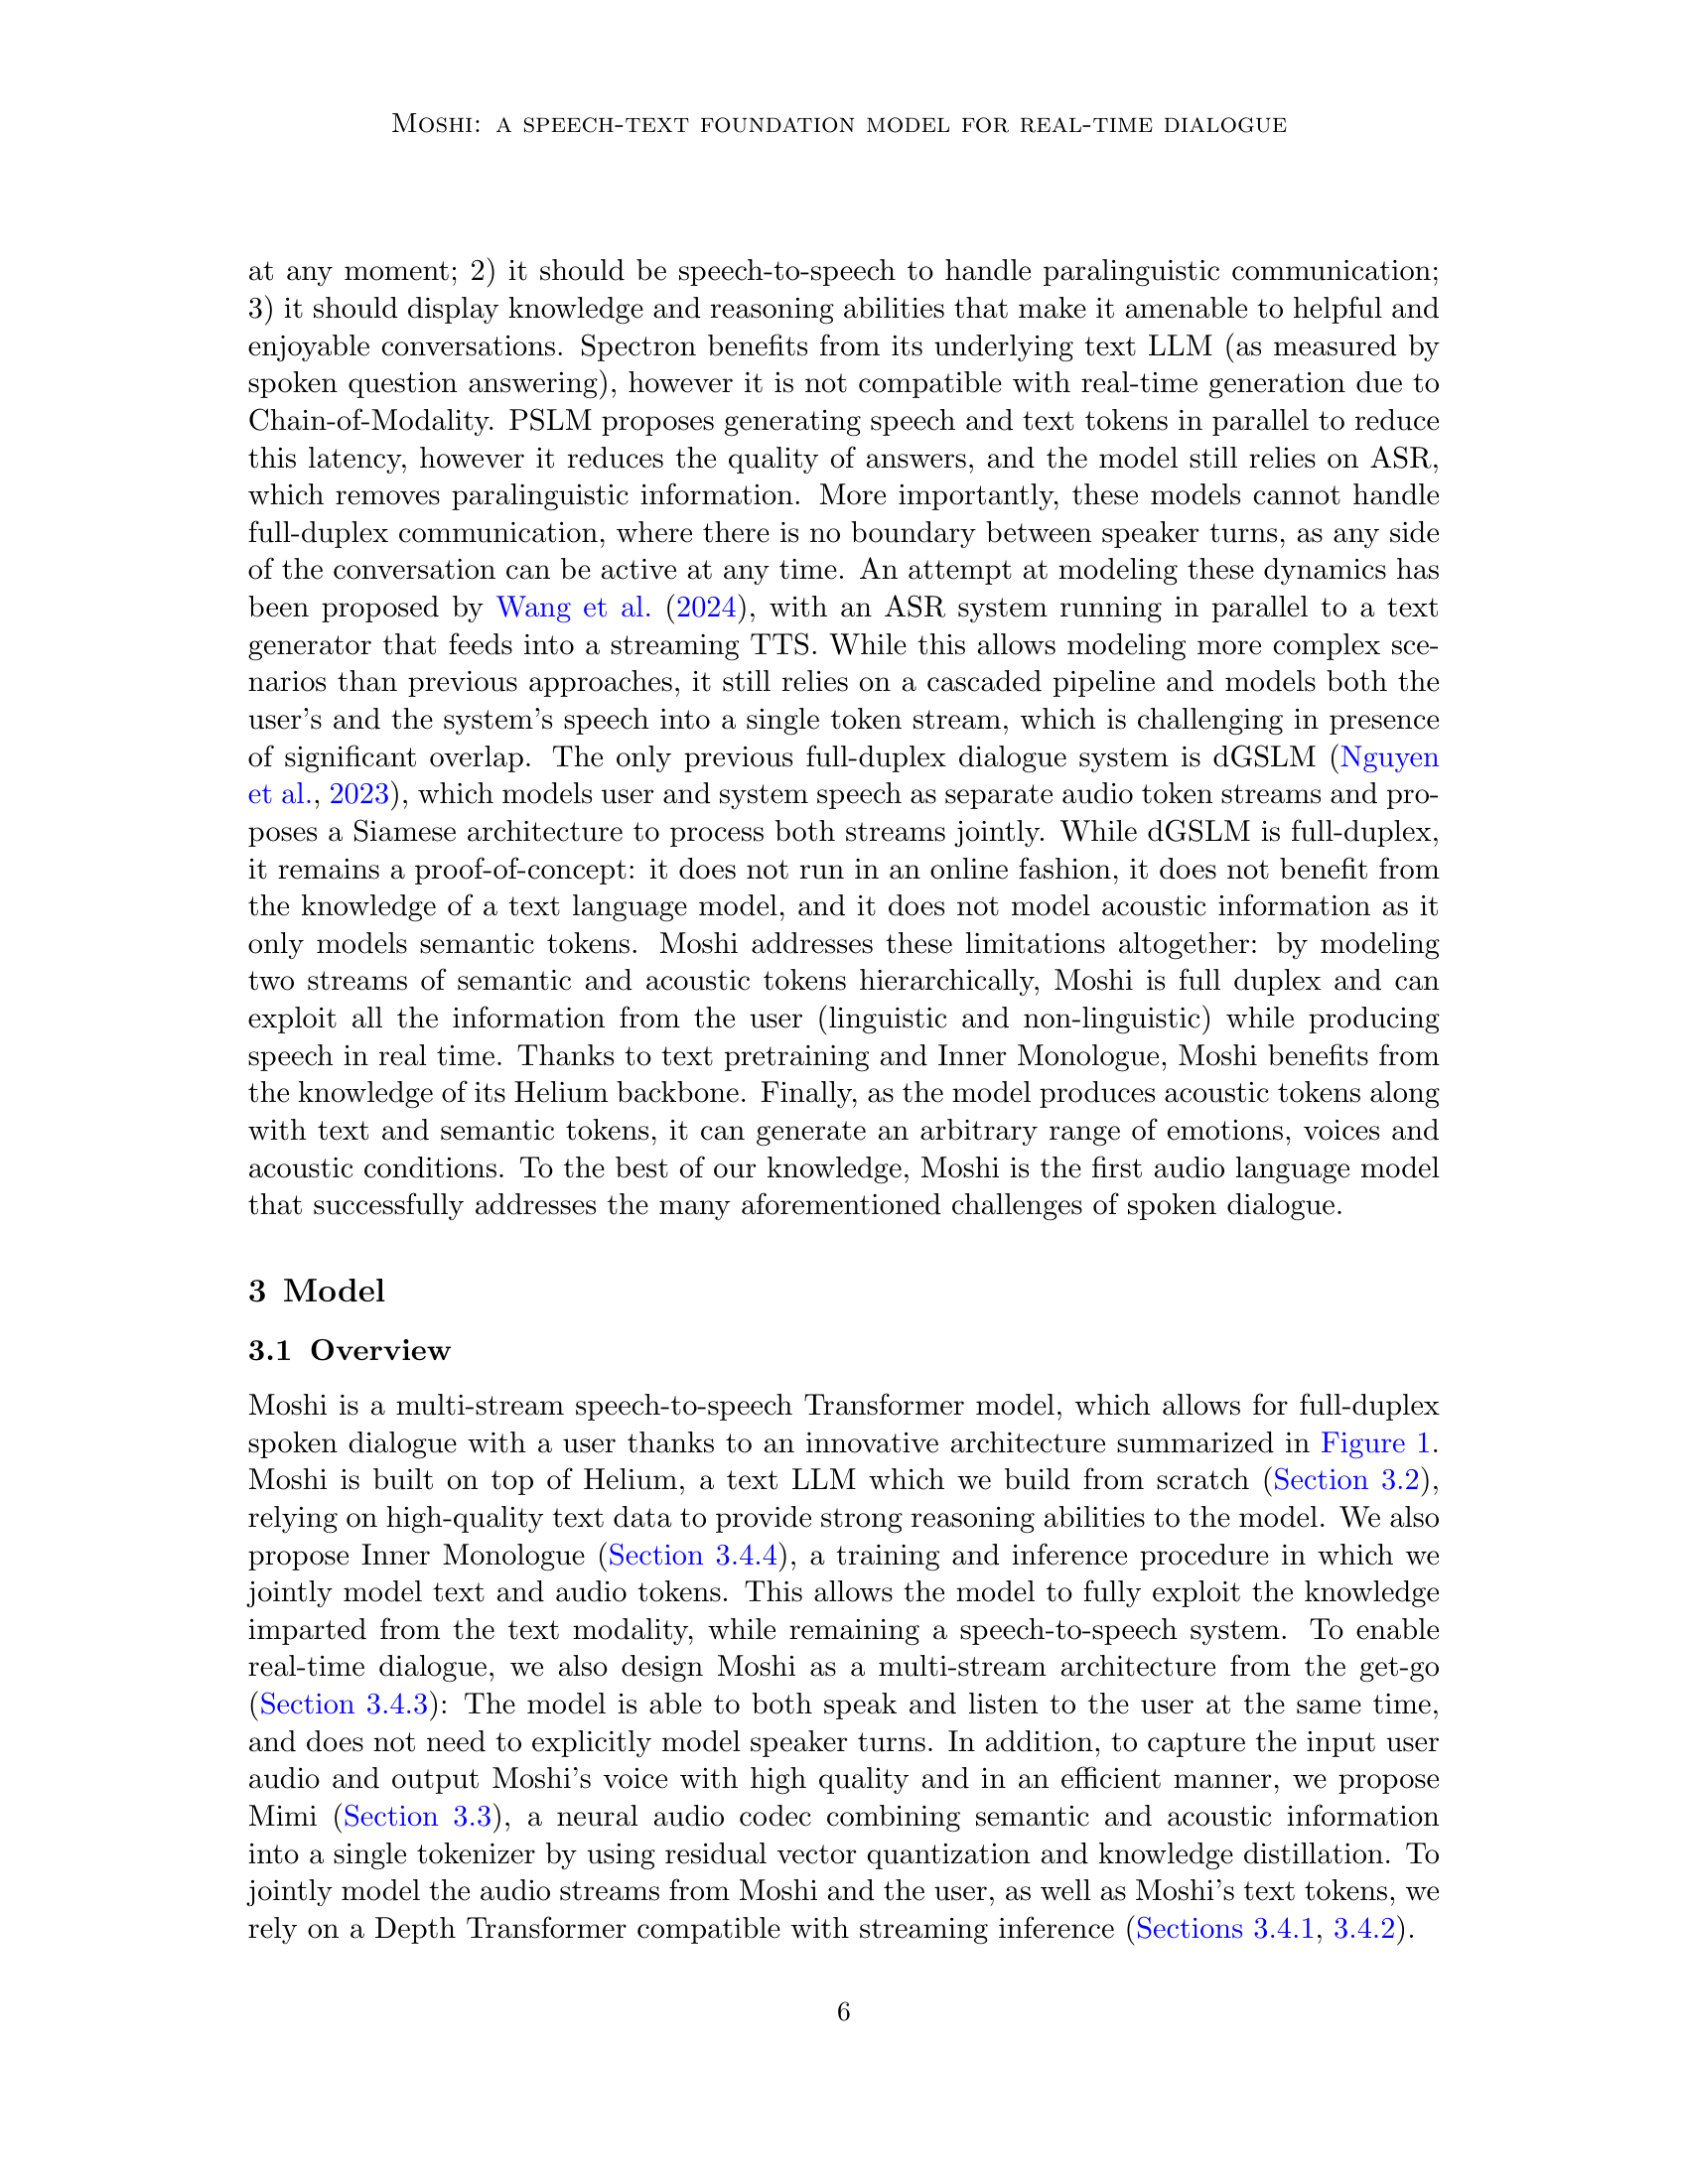 Moshi: a speech-text foundation model for real-time dialogue
at any moment; 2) it should be speech-to-speech to handle paralinguistic communication;
3) it should display knowledge and reasoning abilities that make it amenable to helpful and
enjoyable conversations. Spectron benefits from its underlying text LLM (as measured by
spoken question answering), however it is not compatible with real-time generation due to
Chain-of-Modality. PSLM proposes generating speech and text tokens in parallel to reduce
this latency, however it reduces the quality of answers, and the model still relies on ASR,
which removes paralinguistic information. More importantly, these models cannot handle
full-duplex communication, where there is no boundary between speaker turns, as any side
of the conversation can be active at any time. An attempt at modeling these dynamics has
been proposed by Wang et al. (2024), with an ASR system running in parallel to a text
generator that feeds into a streaming TTS. While this allows modeling more complex sce-
narios than previous approaches, it still relies on a cascaded pipeline and models both the
user's and the system's speech into a single token stream, which is challenging in presence
of significant overlap. The only previous full-duplex dialogue system is dGSLM (Nguyen
et al., 2023), which models user and system speech as separate audio token streams and pro-
poses a Siamese architecture to process both streams jointly. While dGSLM is full-duplex,
it remains a proof-of-concept: it does not run in an online fashion, it does not benefit from
the knowledge of a text language model, and it does not model acoustic information as it
only models semantic tokens. Moshi addresses these limitations altogether: by modeling
two streams of semantic and acoustic tokens hierarchically, Moshi is full duplex and can
exploit all the information from the user (linguistic and non-linguistic) while producing
speech in real time. Thanks to text pretraining and Inner Monologue, Moshi benefits from
the knowledge of its Helium backbone. Finally, as the model produces acoustic tokens along
with text and semantic tokens, it can generate an arbitrary range of emotions, voices and
acoustic conditions. To the best of our knowledge, Moshi is the first audio language model
that successfully addresses the many aforementioned challenges of spoken dialogue.
3 Model
3.1 Overview
Moshi is a multi-stream speech-to-speech Transformer model, which allows for full-duplex
spoken dialogue with a user thanks to an innovative architecture summarized in Figure 1.
Moshi is built on top of Helium, a text LLM which we build from scratch (Section 3.2),
relying on high-quality text data to provide strong reasoning abilities to the model. We also
propose Inner Monologue (Section 3.4.4), a training and inference procedure in which we
jointly model text and audio tokens. This allows the model to fully exploit the knowledge
imparted from the text modality, while remaining a speech-to-speech system. To enable
real-time dialogue, we also design Moshi as a multi-stream architecture from the get-go
(Section 3.4.3): The model is able to both speak and listen to the user at the same time,
and does not need to explicitly model speaker turns. In addition, to capture the input user
audio and output Moshi's voice with high quality and in an efficient manner, we propose
Mimi (Section 3.3), a neural audio codec combining semantic and acoustic information
into a single tokenizer by using residual vector quantization and knowledge distillation. To
jointly model the audio streams from Moshi and the user, as well as Moshi's text tokens, we
rely on a Depth Transformer compatible with streaming inference (Sections 3.4.1, 3.4.2).
6